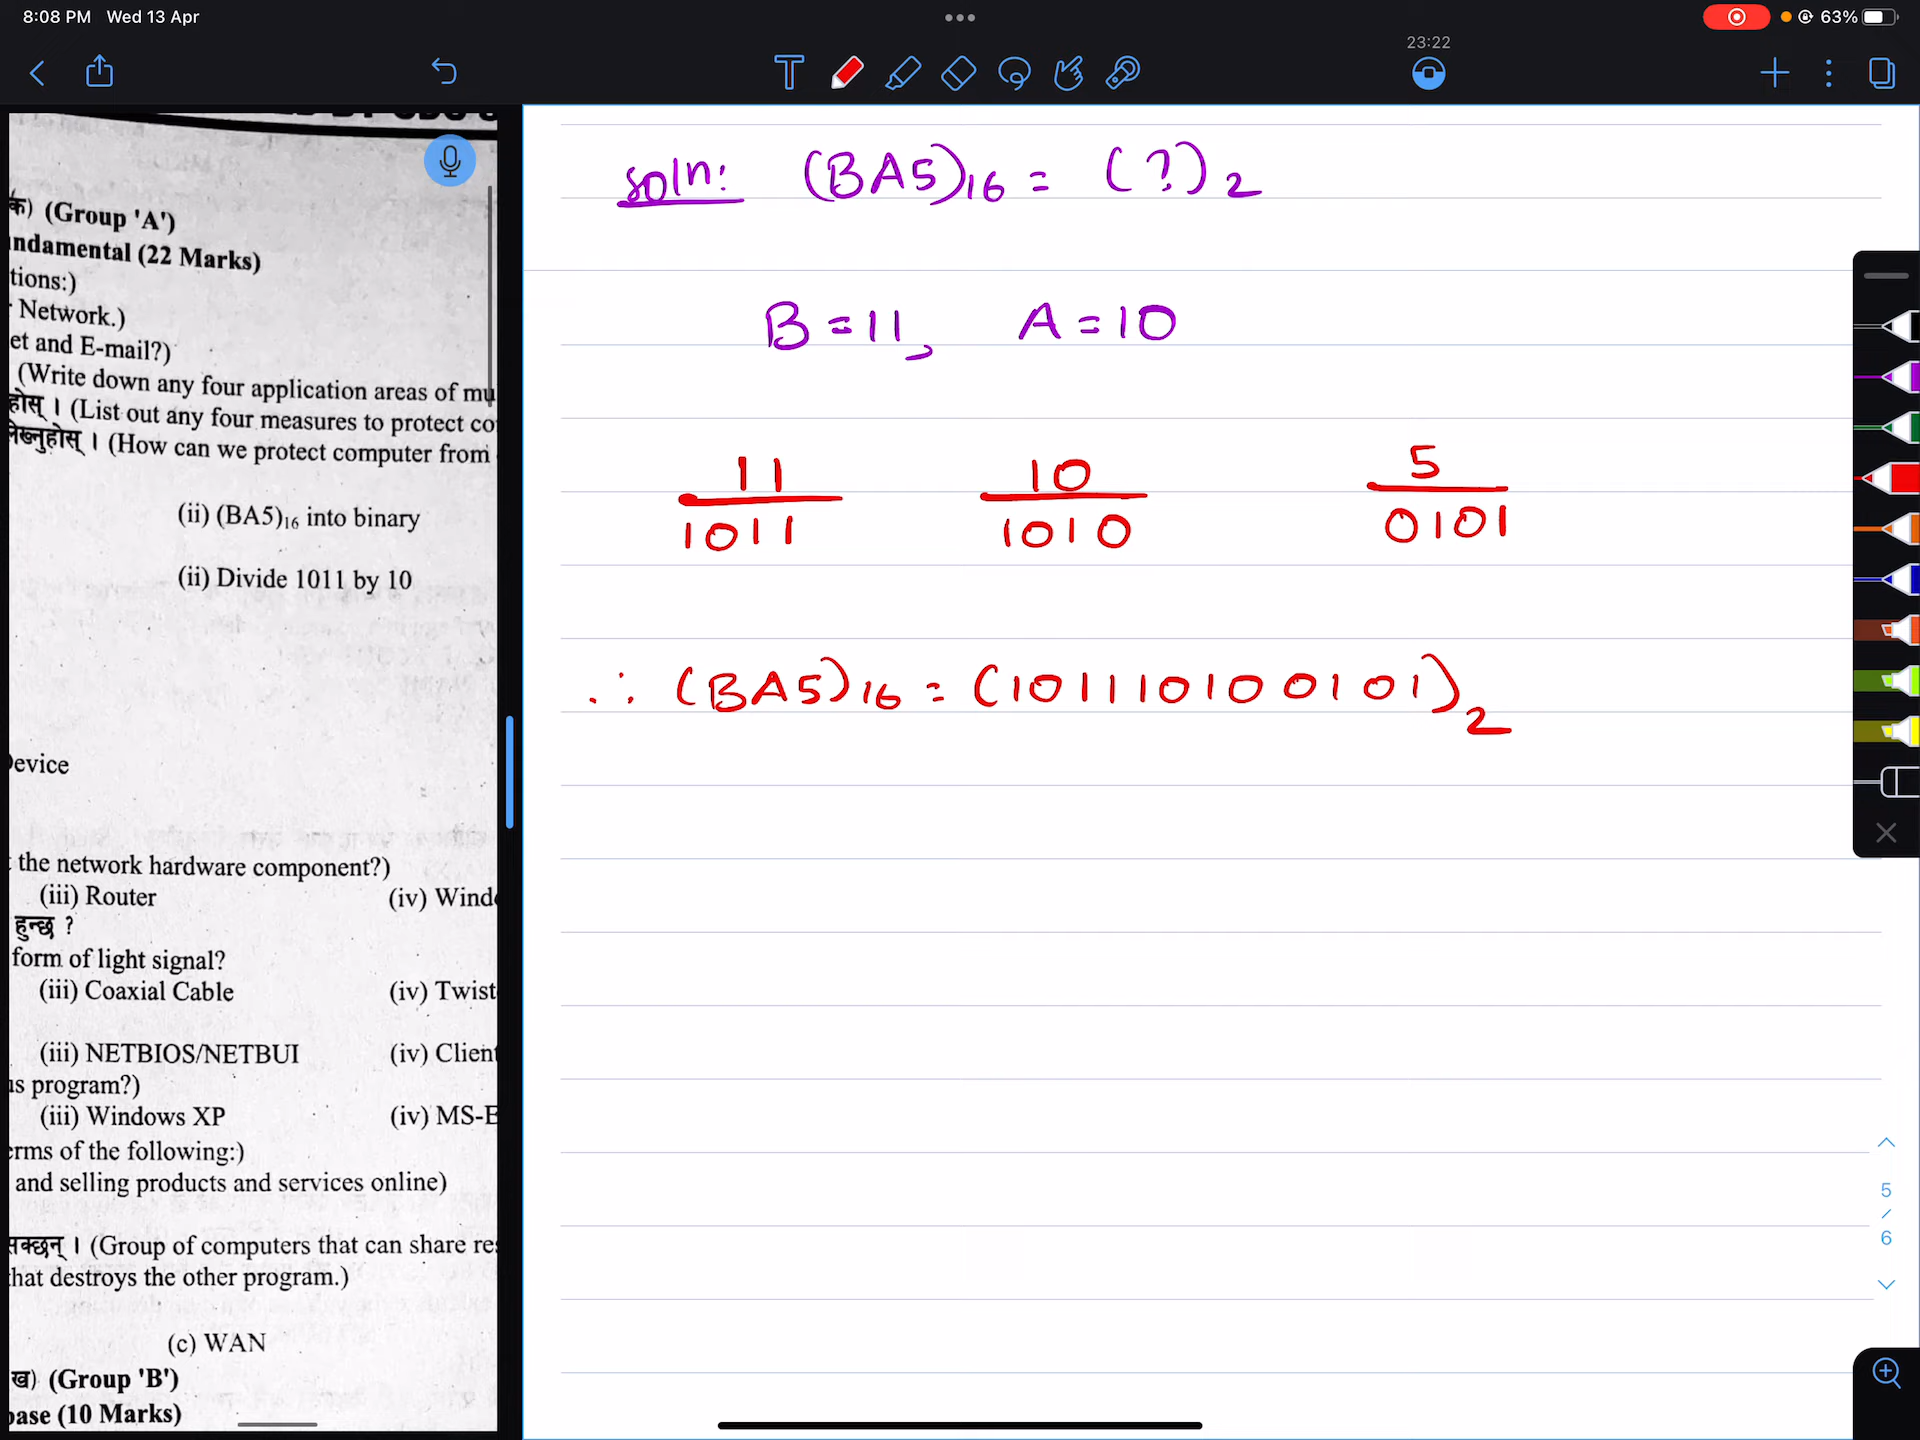 8:08 PM Wed 13 Apr
63%
23:22
(Group 'A')
ndamental (22 Marks)
tions:)
Network.)
et and E-mail?)
(Write down any four application areas of mu
होस् । (List out any four measures to protect co
लेख्नुहोस् । (How can we protect computer from
(ii) (BA5)₁₆ into binary
(ii) Divide 1011 by 10
evice
the network hardware component?)
(iii) Router (iv) Wind
हुन्छ ?
form of light signal?
(iii) Coaxial Cable (iv) Twist
(iii) NETBIOS/NETBUI (iv) Client
us program?)
(iii) Windows XP (iv) MS-E
erms of the following:)
and selling products and services online)
सक्छन् । (Group of computers that can share res
that destroys the other program.)
(c) WAN
ख) (Group 'B')
base (10 Marks)
soln: (BA5)₁₆ = (?)₂
B = 11, A = 10
11 10 5
1011 1010 0101
∴ (BA5)₁₆ = (101110100101)₂
5
/
6